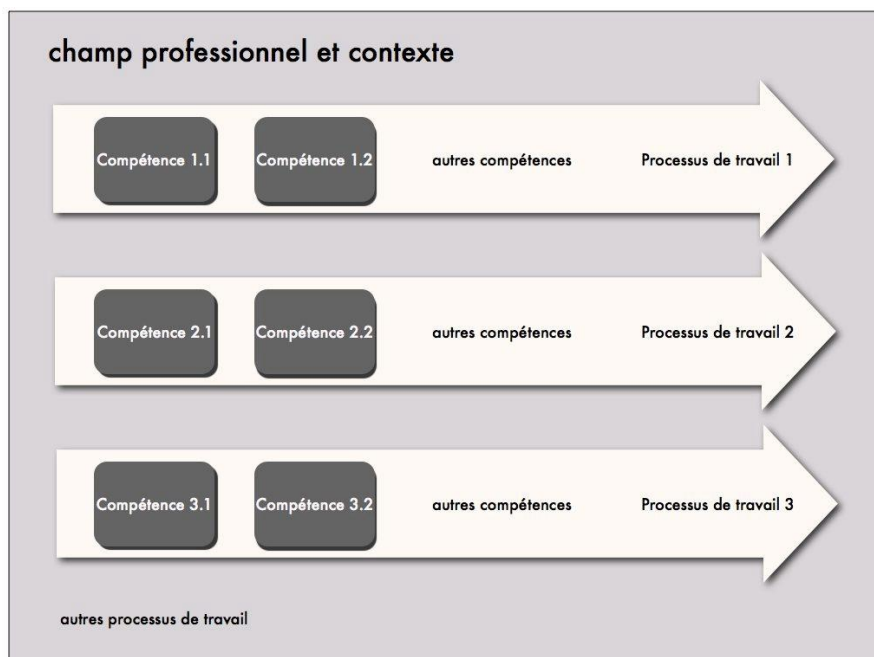 champ professionnel et contexte
Compétence 1.1 Compétence 1.2 autres compétences Processus de travail 1
Compétence 2.1 Compétence 2.2 autres compétences Processus de travail 2
Compétence 3.1 Compétence 3.2 autres compétences Processus de travail 3
autres processus de travail